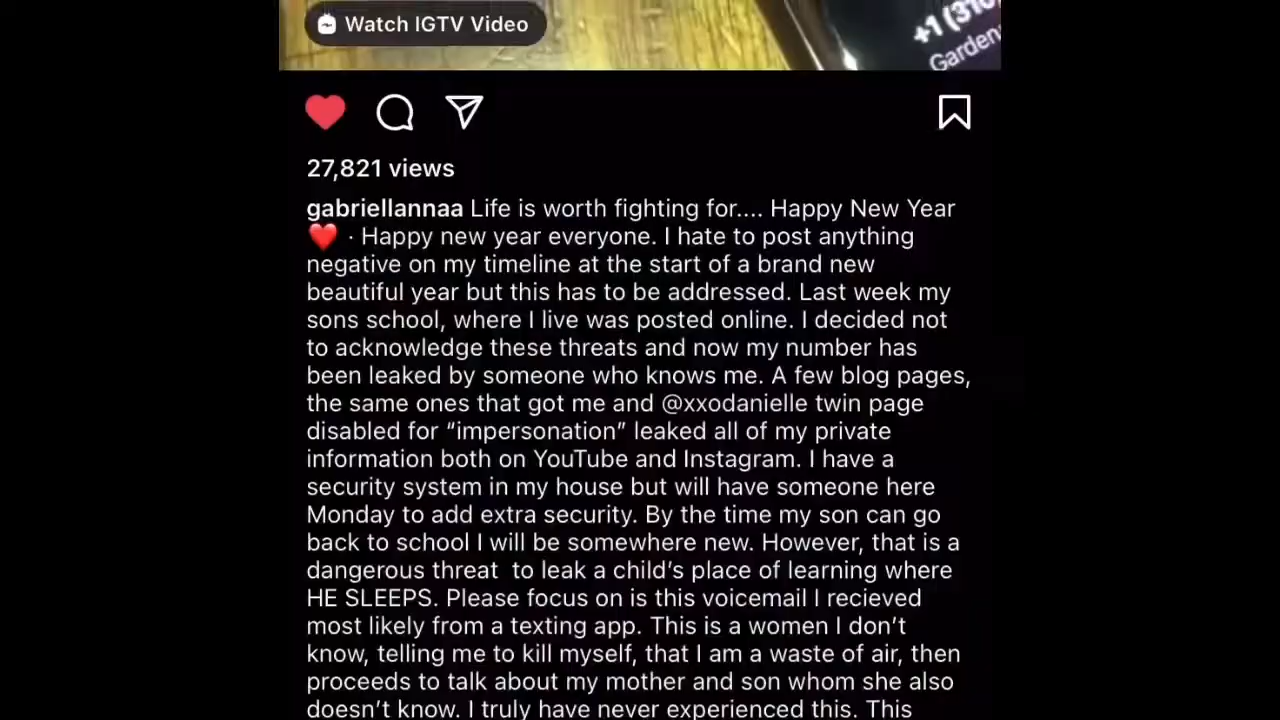 Watch IGTV Video
+1 (310
Garden
27,821 views
gabriellannaa Life is worth fighting for.... Happy New Year
❤️ · Happy new year everyone. I hate to post anything
negative on my timeline at the start of a brand new
beautiful year but this has to be addressed. Last week my
sons school, where I live was posted online. I decided not
to acknowledge these threats and now my number has
been leaked by someone who knows me. A few blog pages,
the same ones that got me and @xxodanielle twin page
disabled for “impersonation” leaked all of my private
information both on YouTube and Instagram. I have a
security system in my house but will have someone here
Monday to add extra security. By the time my son can go
back to school I will be somewhere new. However, that is a
dangerous threat  to leak a child’s place of learning where
HE SLEEPS. Please focus on is this voicemail I recieved
most likely from a texting app. This is a women I don’t
know, telling me to kill myself, that I am a waste of air, then
proceeds to talk about my mother and son whom she also
doesn’t know. I truly have never experienced this. This